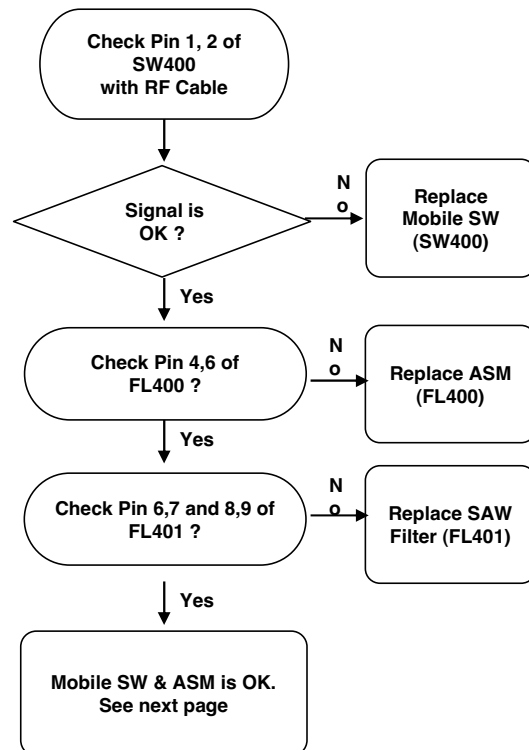 Check Pin 1, 2 of
SW400
with RF Cable
Signal is
OK ?
N
o
Replace
Mobile SW
(SW400)
Yes
Check Pin 4,6 of
FL400 ?
N
o
Replace ASM
(FL400)
Yes
Check Pin 6,7 and 8,9 of
FL401 ?
N
o
Replace SAW
Filter (FL401)
Yes
Mobile SW & ASM is OK.
See next page